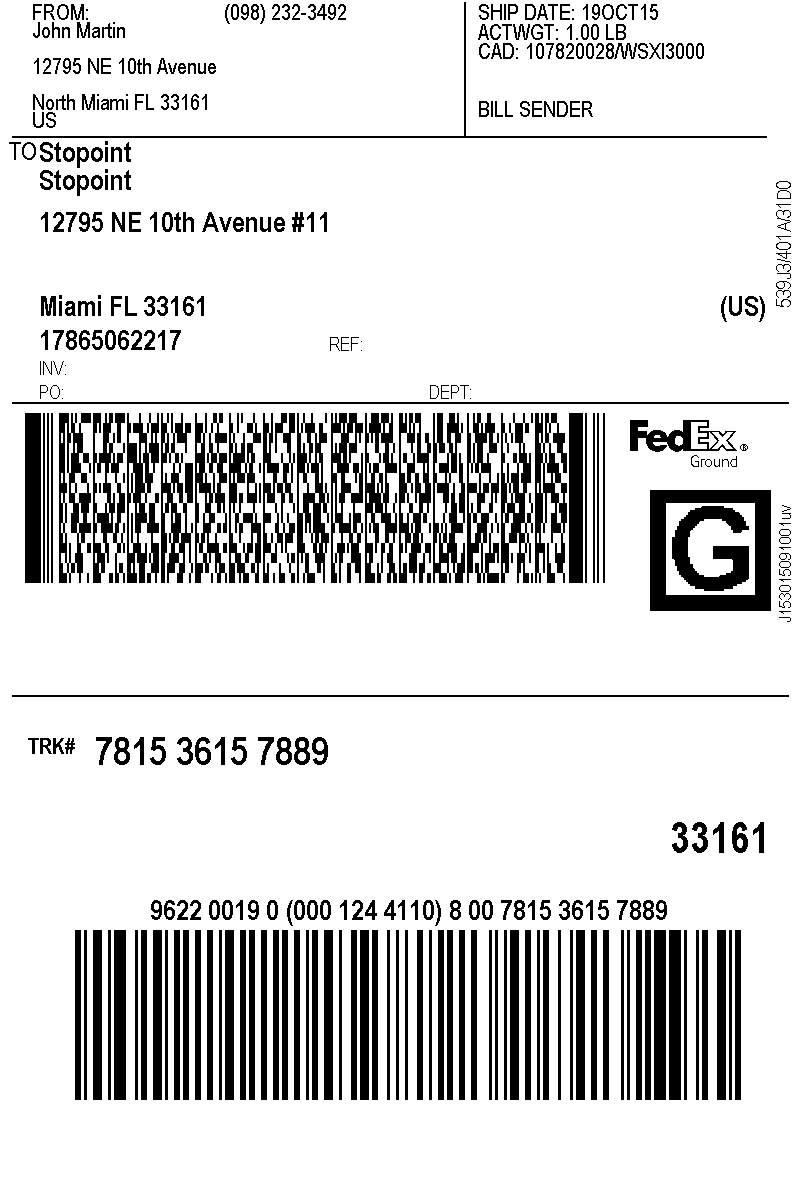 FROM: (098) 232-3492
John Martin
12795 NE 10th Avenue
North Miami FL 33161
US
SHIP DATE: 19OCT15
ACTWGT: 1.00 LB
CAD: 107820028/WSXI3000
BILL SENDER
TO Stopoint
Stopoint
12795 NE 10th Avenue #11
Miami FL 33161 (US)
17865062217 REF:
INV:
PO: DEPT:
539J3/401A/31D0
FedEx®
Ground
G
J153015091001uv
TRK# 7815 3615 7889
33161
9622 0019 0 (000 124 4110) 8 00 7815 3615 7889